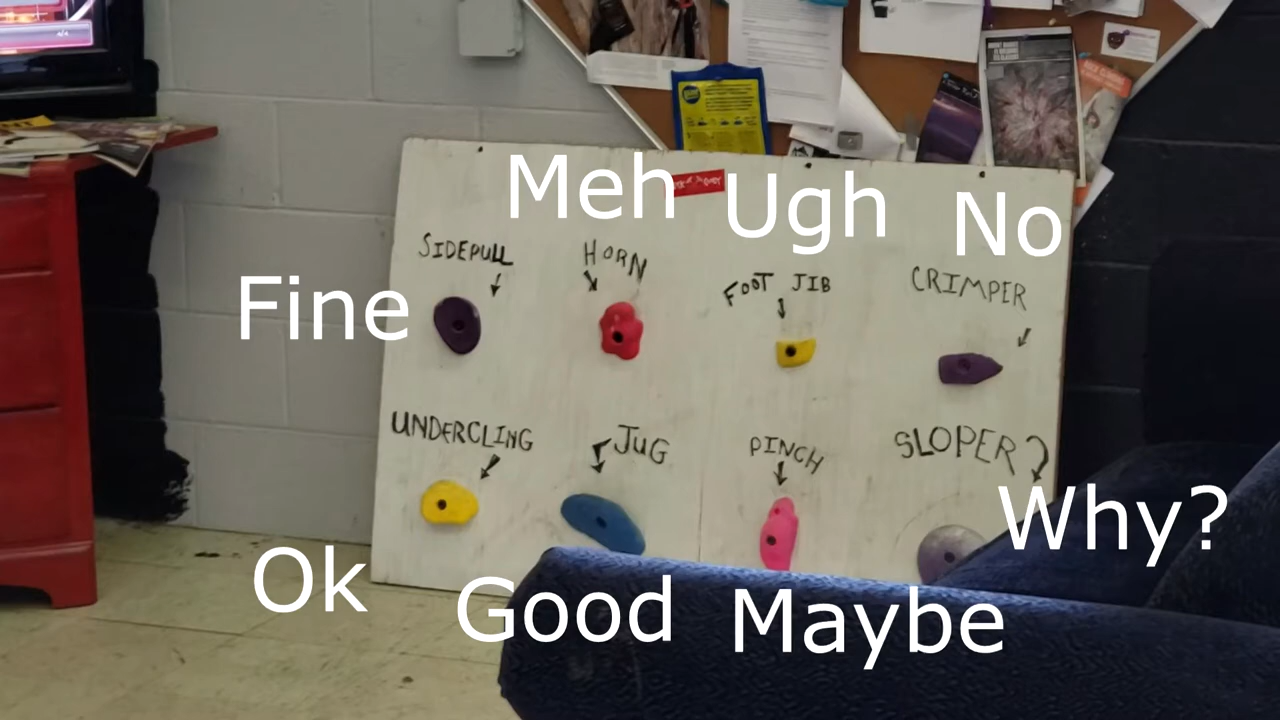 Meh
Ugh
No
SIDEPULL
HORN
FOOT JIB
CRIMPER
Fine
UNDERCLING
JUG
PINCH
SLOPER
Why?
Ok
Good
Maybe